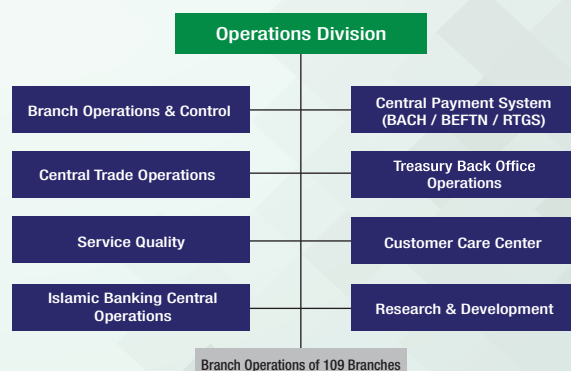 Operations Division
Branch Operations & Control
Central Payment System
(BACH / BEFTN / RTGS)
Central Trade Operations
Treasury Back Office
Operations
Service Quality
Customer Care Center
Islamic Banking Central
Operations
Research & Development
Branch Operations of 109 Branches